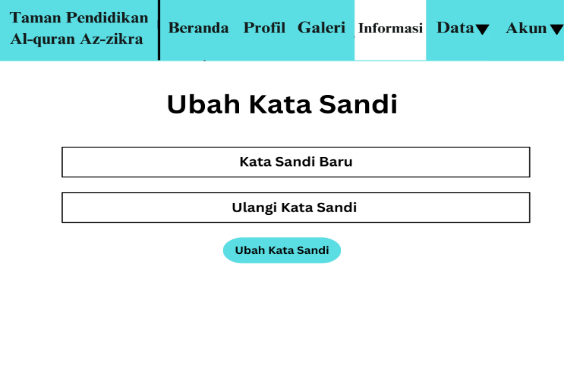 Taman Pendidikan
Al-quran Az-zikra
Beranda Profil Galeri Informasi Data Akun
Ubah Kata Sandi
Kata Sandi Baru
Ulangi Kata Sandi
Ubah Kata Sandi